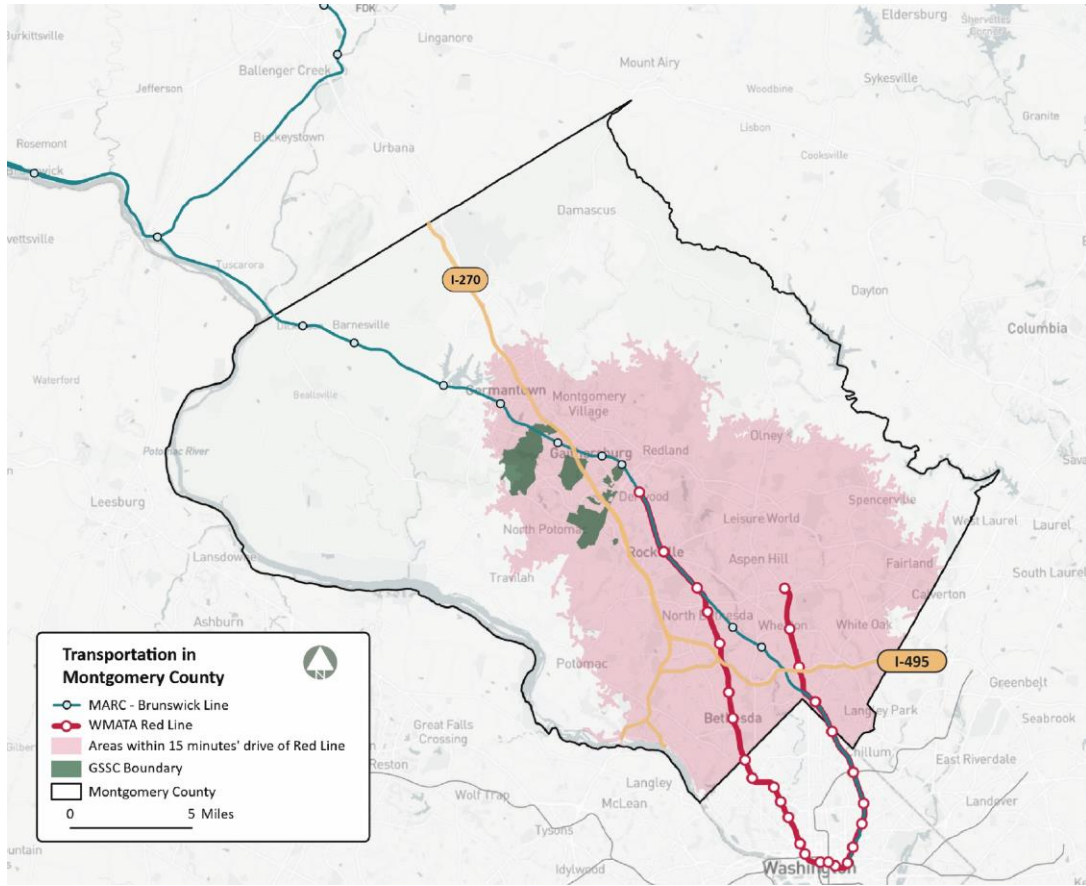 FDK
Eldersburg
Burkittsville
Linganore
Mount Airy
Ballenger Creek
Sykesville
Jefferson
Woodbine
Granite
Buckeystown
Lisbon
Rosemont
Urbana
Cooksville
Damascus
vettsville
Tuscarora
I-270
Dayton
Columbia
Barnesville
Waterford
Beallsville
Germantown
Montgomery
Village
Olney
Potomac River
Gaithersburg
Redland
Leesburg
Derwood
Spencerville
North Potomac
Leisure World
West Laurel
Laurel
Lansdowne
Rockville
Aspen Hill
Fairland
Travilah
South Laurel
Calverton
Ashburn
North Bethesda
Wheaton
White Oak
Transportation in
Montgomery County
N
Potomac
I-495
Greenbelt
MARC - Brunswick Line
WMATA Red Line
Great Falls
Crossing
Bethesda
Langley Park
Seabrook
Areas within 15 minutes' drive of Red Line
GSSC Boundary
Reston
hillum
East Riverdale
Montgomery County
Langley
Wolf Trap
McLean
Landover
0 5 Miles
Tysons
Idylwood
Washington